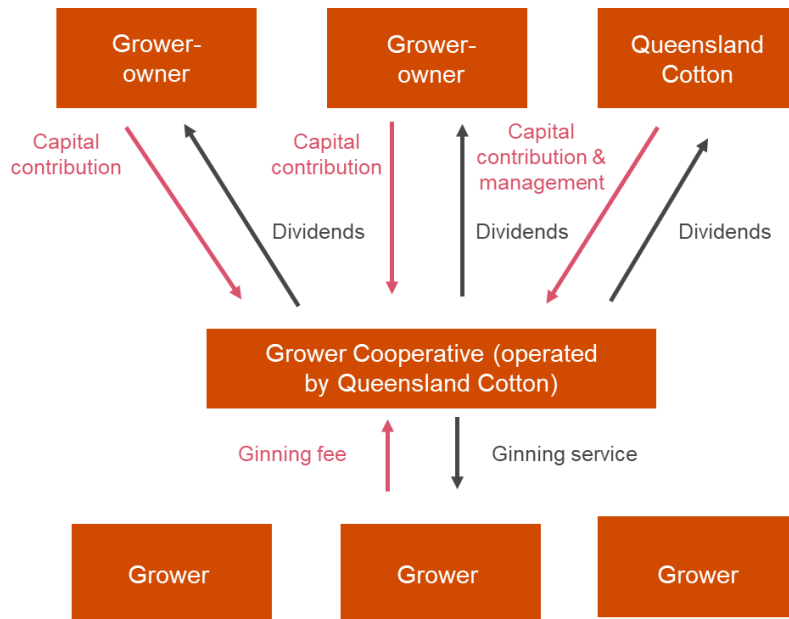 Grower-
owner
Grower-
owner
Queensland
Cotton
Capital
contribution
Capital
contribution
Capital
contribution &
management
Dividends
Dividends
Dividends
Grower Cooperative (operated
by Queensland Cotton)
Ginning fee
Ginning service
Grower
Grower
Grower